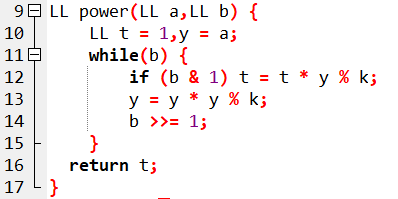 9 LL power(LL a,LL b) {
10 LL t = 1,y = a;
11 while(b) {
12 if (b & 1) t = t * y % k;
13 y = y * y % k;
14 b >>= 1;
15 }
16 return t;
17 }